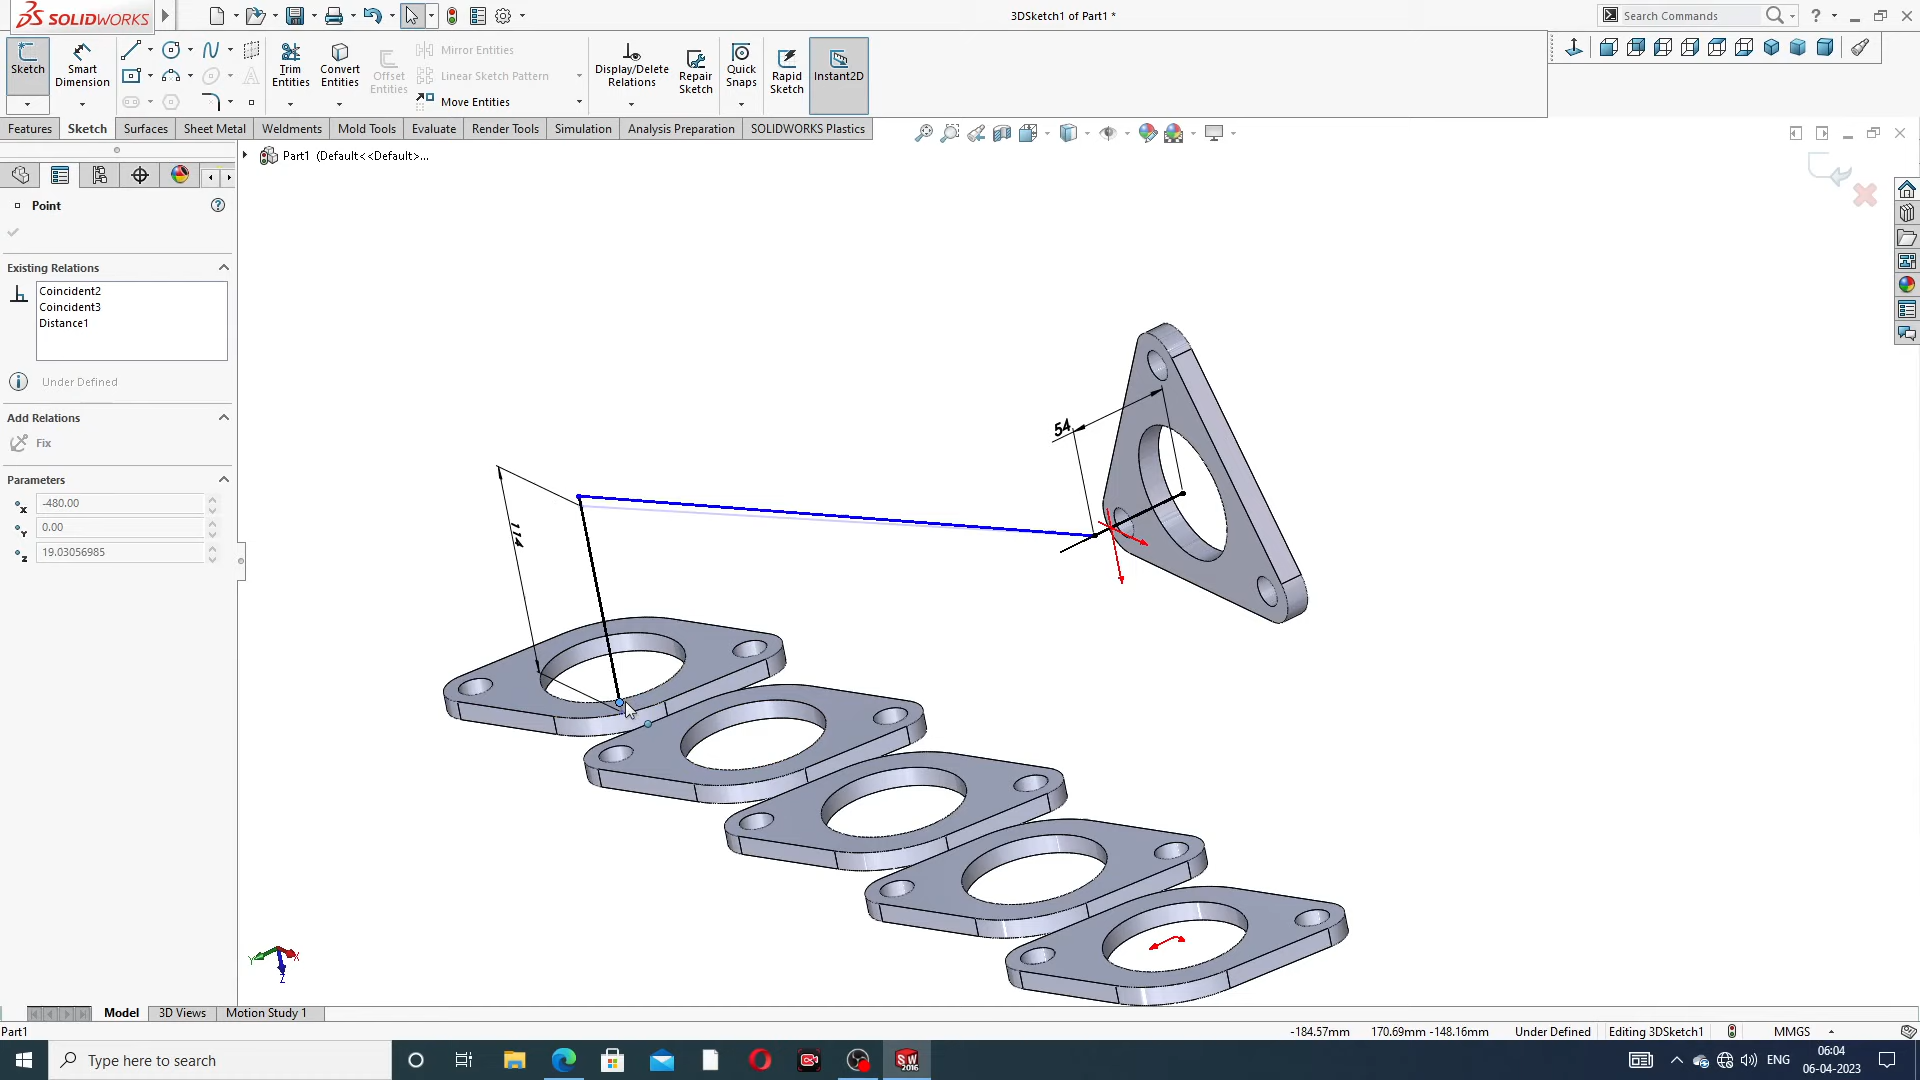 SOLIDWORKS
3DSketch1 of Part1 *
Search Commands
?
Sketch
Smart Dimension
Trim Entities
Convert Entities
Offset Entities
Mirror Entities
Linear Sketch Pattern
Move Entities
Display/Delete Relations
Repair Sketch
Quick Snaps
Rapid Sketch
Instant2D
Features
Sketch
Surfaces
Sheet Metal
Weldments
Mold Tools
Evaluate
Render Tools
Simulation
Analysis Preparation
SOLIDWORKS Plastics
Part1 (Default<<Default>...
Point
Existing Relations
Coincident2
Coincident3
Distance1
Under Defined
Add Relations
Fix
Parameters
-480.00
0.00
19.03056985
54
114
Y
X
Z
Model
3D Views
Motion Study 1
Part1
-184.57mm
170.69mm -148.16mm
Under Defined
Editing 3DSketch1
MMGS
Type here to search
SW
2016
ENG
06:04
06-04-2023